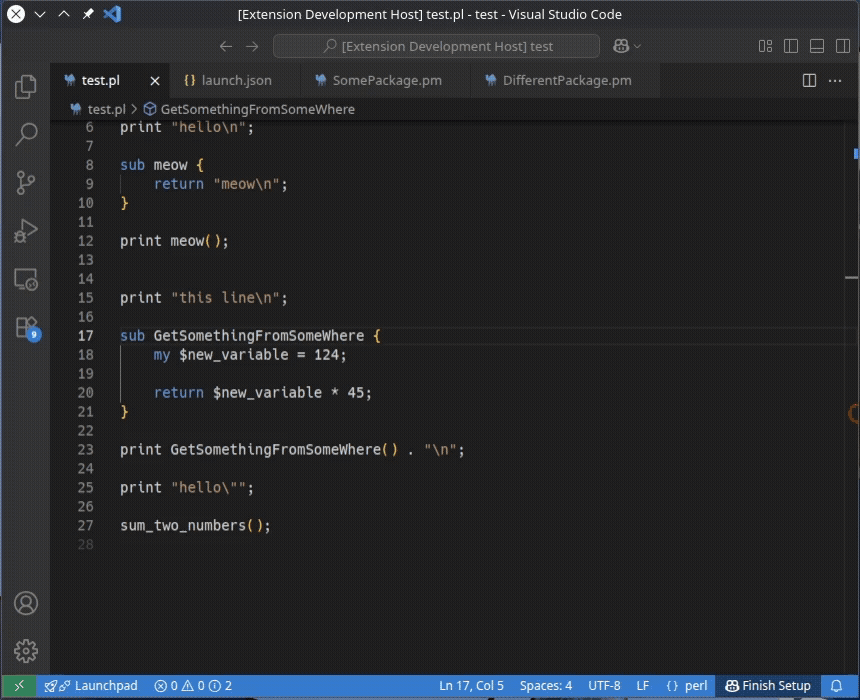 [Extension Development Host] test.pl - test - Visual Studio Code
[Extension Development Host] test
test.pl
launch.json
SomePackage.pm
DifferentPackage.pm
test.pl > GetSomethingFromSomeWhere
6 print "hello\n";
7
8 sub meow {
9     return "meow\n";
10 }
11
12 print meow();
13
14
15 print "this line\n";
16
17 sub GetSomethingFromSomeWhere {
18     my $new_variable = 124;
19
20     return $new_variable * 45;
21 }
22
23 print GetSomethingFromSomeWhere() . "\n";
24
25 print "hello\"";
26
27 sum_two_numbers();
28
9
Launchpad 0 0 2 Ln 17, Col 5 Spaces: 4 UTF-8 LF {} perl Finish Setup